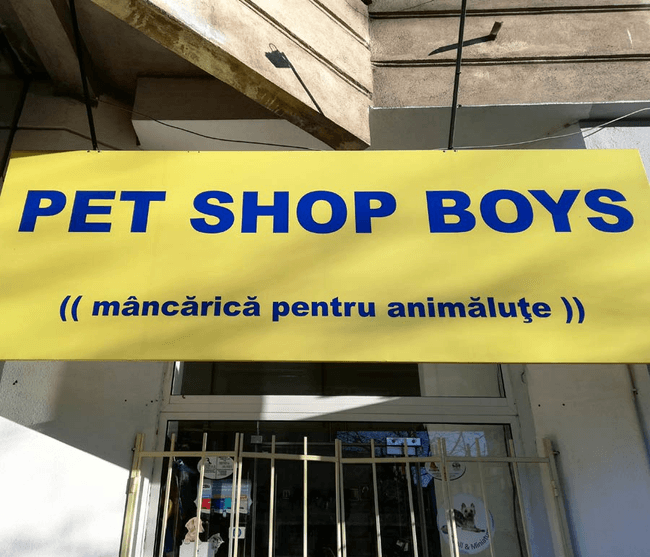 PET SHOP BOYS
(( mâncărică pentru animăluţe ))